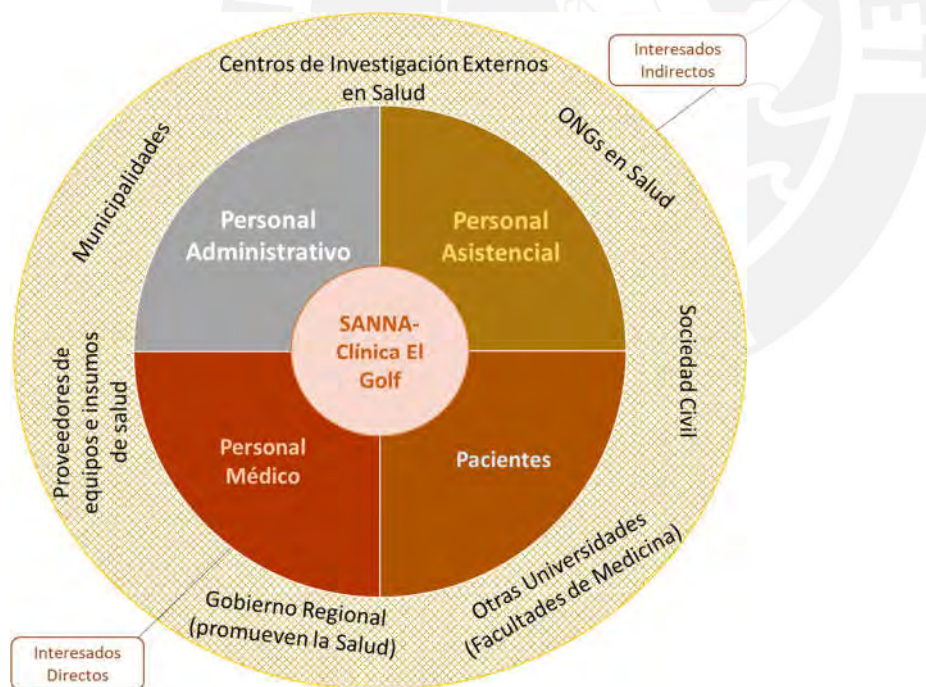 Interesados
Indirectos
Centros de Investigación Externos
en Salud
ONGs en Salud
Municipalidades
Personal
Administrativo
Personal
Asistencial
SANNA-
Clínica El
Golf
Sociedad Civil
Proveedores de
equipos e insumos
de salud
Personal
Médico
Pacientes
Otras Universidades
(Facultades de Medicina)
Gobierno Regional
(promueven la Salud)
Interesados
Directos
ET